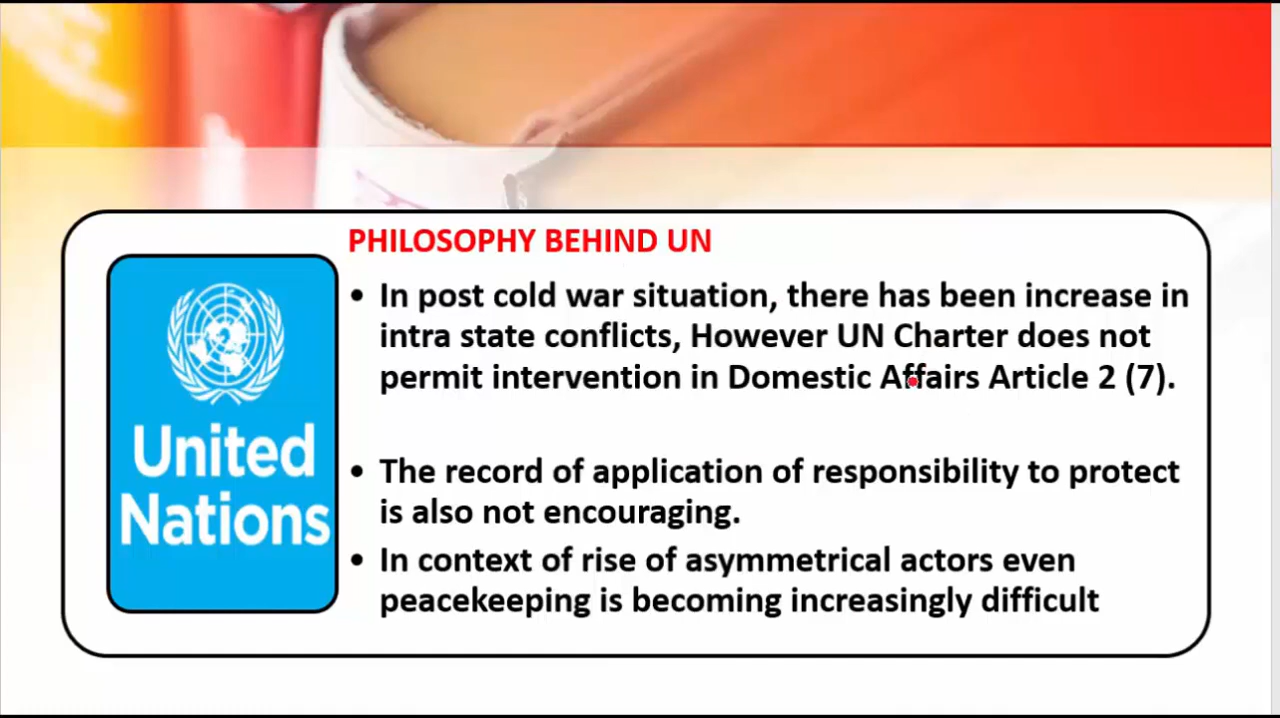 PHILOSOPHY BEHIND UN
• In post cold war situation, there has been increase in
intra state conflicts, However UN Charter does not
permit intervention in Domestic Affairs Article 2 (7).
• The record of application of responsibility to protect
is also not encouraging.
• In context of rise of asymmetrical actors even
peacekeeping is becoming increasingly difficult
United
Nations